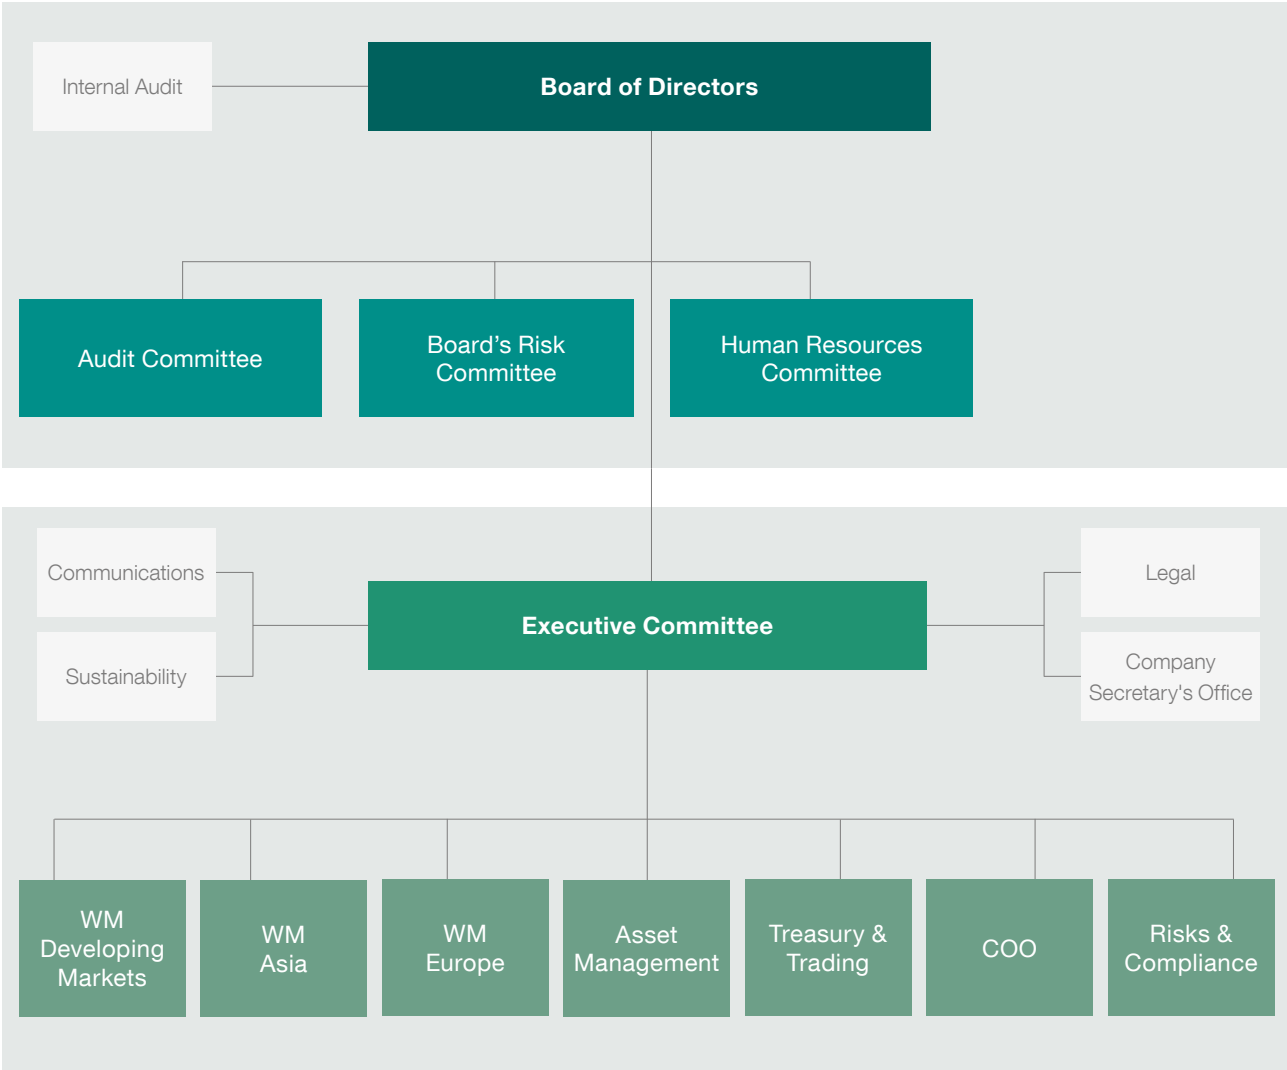 Internal Audit
Board of Directors
Audit Committee
Board’s Risk
Committee
Human Resources
Committee
Communications
Sustainability
Executive Committee
Legal
Company
Secretary's Office
WM
Developing
Markets
WM
Asia
WM
Europe
Asset
Management
Treasury &
Trading
COO
Risks &
Compliance